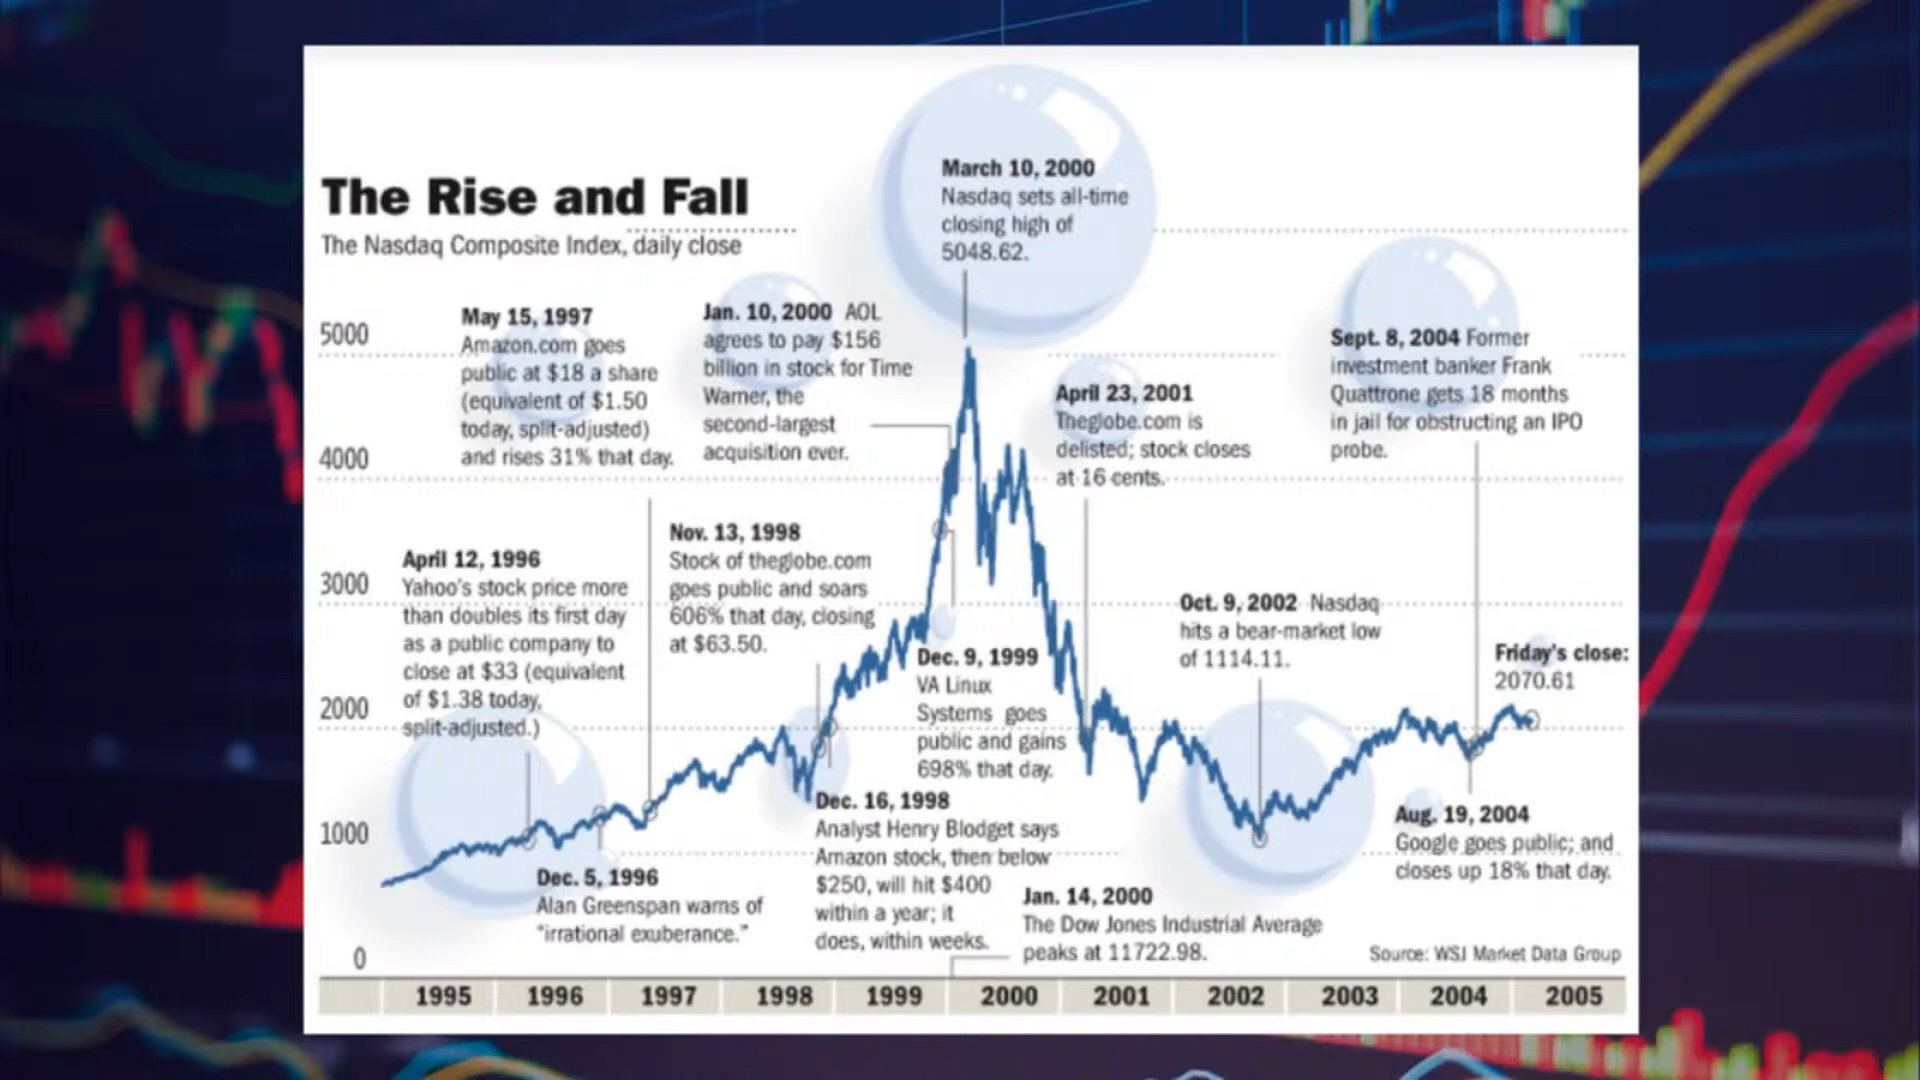 The Rise and Fall
The Nasdaq Composite Index, daily close
March 10, 2000
Nasdaq sets all-time
closing high of
5048.62.
May 15, 1997
Amazon.com goes
public at $18 a share
(equivalent of $1.50
today, split-adjusted)
and rises 31% that day.
Jan. 10, 2000 AOL
agrees to pay $156
billion in stock for Time
Warner, the
second-largest
acquisition ever.
April 23, 2001
Theglobe.com is
delisted; stock closes
at 16 cents.
Sept. 8, 2004 Former
investment banker Frank
Quattrone gets 18 months
in jail for obstructing an IPO
probe.
April 12, 1996
Yahoo's stock price more
than doubles its first day
as a public company to
close at $33 (equivalent
of $1.38 today,
split-adjusted.)
Nov. 13, 1998
Stock of theglobe.com
goes public and soars
606% that day, closing
at $63.50.
Dec. 9, 1999
VA Linux
Systems goes
public and gains
698% that day.
Oct. 9, 2002 Nasdaq
hits a bear-market low
of 1114.11.
Friday's close:
2070.61
Dec. 5, 1996
Alan Greenspan warns of
"irrational exuberance."
Dec. 16, 1998
Analyst Henry Blodget says
Amazon stock, then below
$250, will hit $400
within a year; it
does, within weeks.
Jan. 14, 2000
The Dow Jones Industrial Average
peaks at 11722.98.
Aug. 19, 2004
Google goes public; and
closes up 18% that day.
Source: WSJ Market Data Group
5000
4000
3000
2000
1000
0
1995 1996 1997 1998 1999 2000 2001 2002 2003 2004 2005